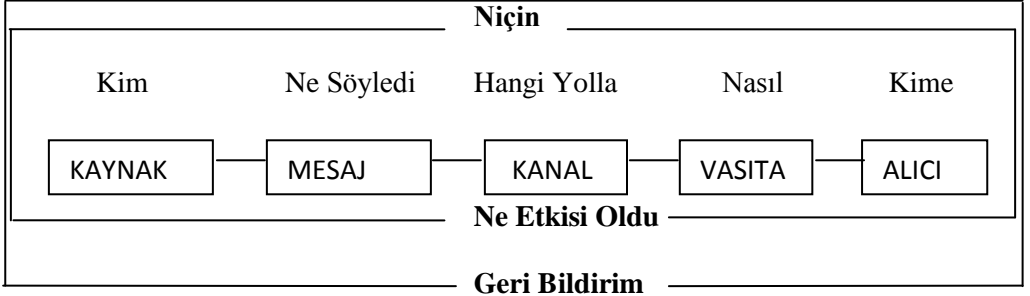 Niçin
Kim Ne Söyledi Hangi Yolla Nasıl Kime
KAYNAK MESAJ KANAL VASITA ALICI
Ne Etkisi Oldu
Geri Bildirim